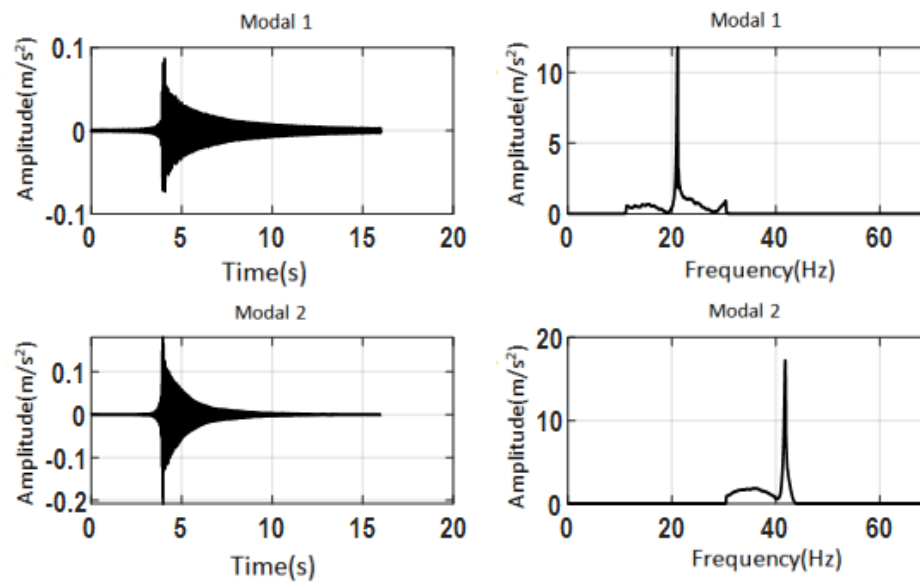 Modal 1
Amplitude(m/s²)
0.1
0
-0.1
0 5 10 15 20
Time(s)
Modal 1
Amplitude(m/s²)
10
5
0
0 20 40 60
Frequency(Hz)
Modal 2
Amplitude(m/s²)
0.1
0
-0.1
-0.2
0 5 10 15 20
Time(s)
Modal 2
Amplitude(m/s²)
20
10
0
0 20 40 60
Frequency(Hz)